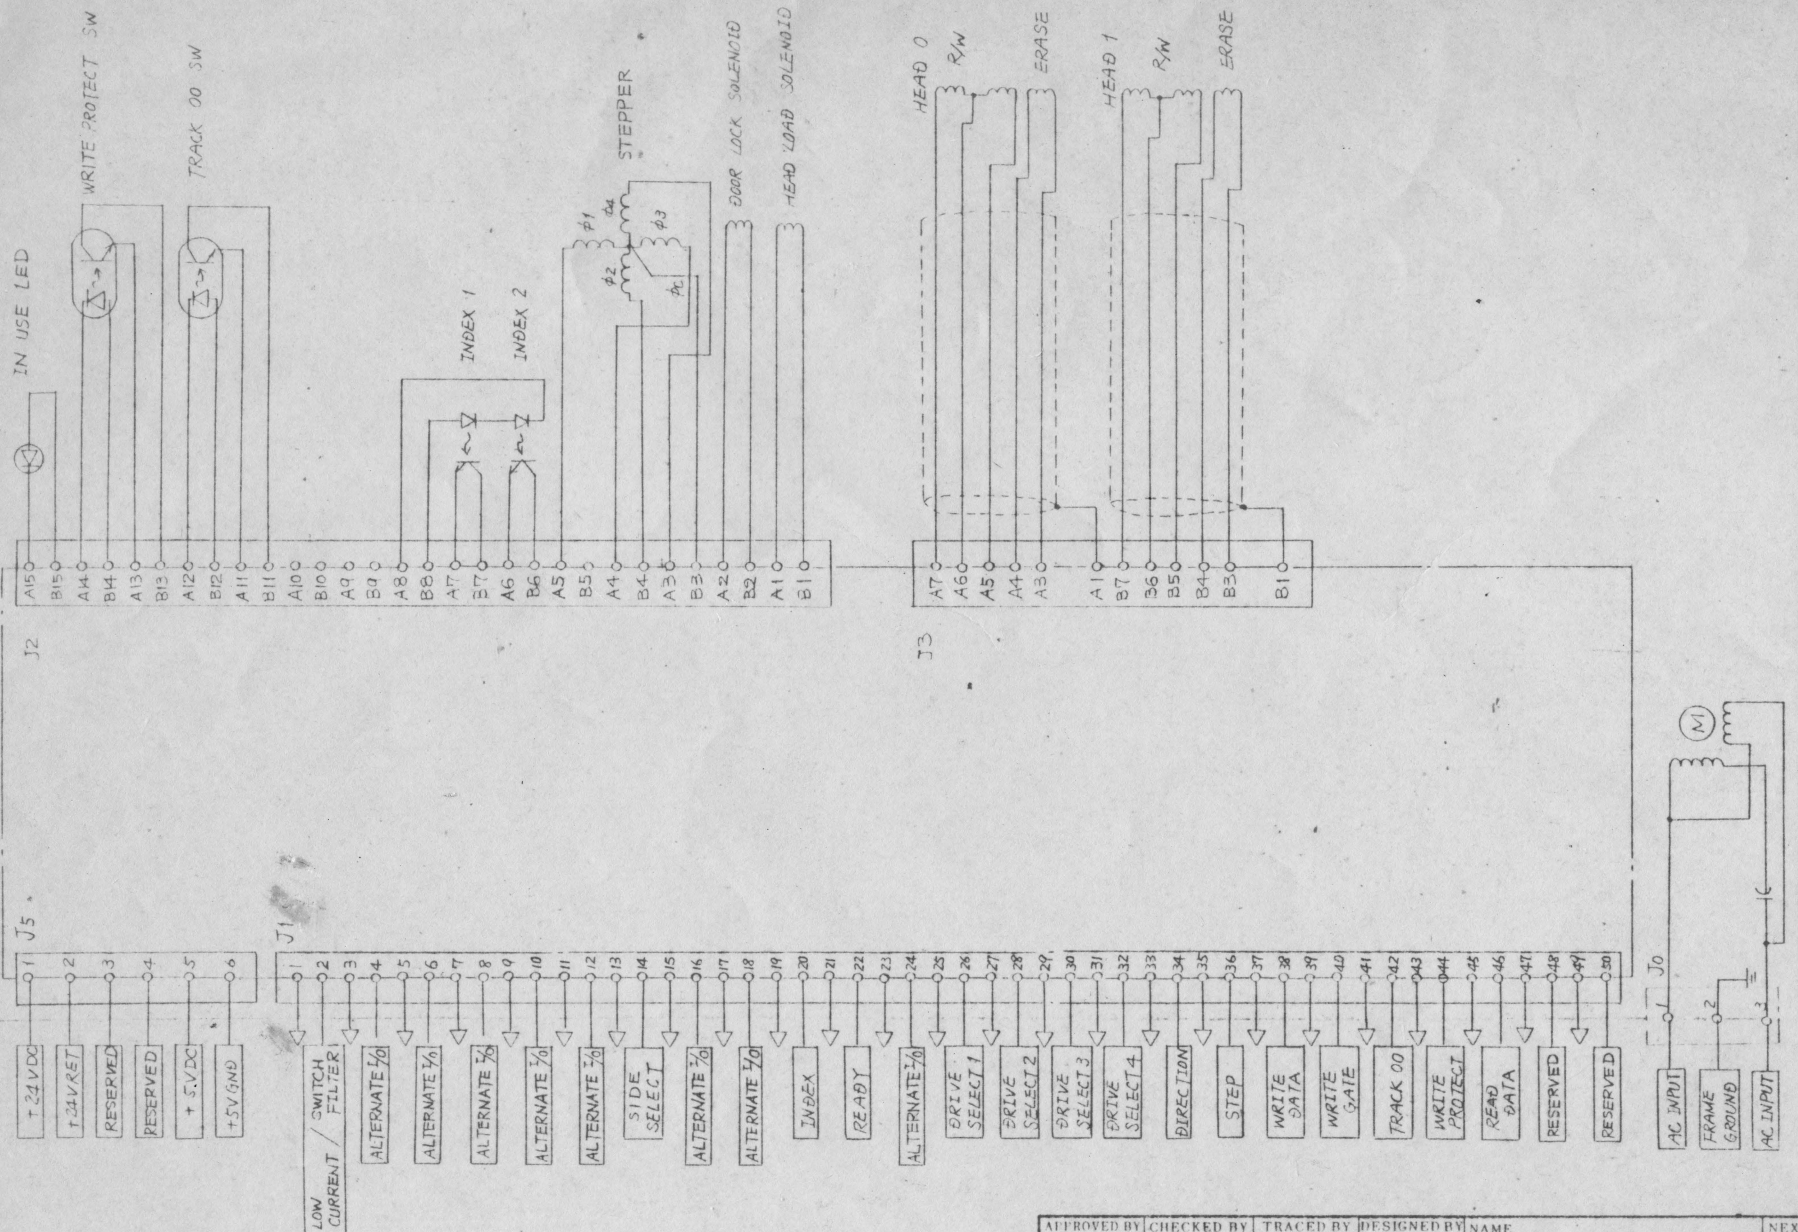 IN USE LED
WRITE PROTECT SW
TRACK 00 SW
INDEX 1
INDEX 2
STEPPER
φ1
φ2
φ3
φ4
φc
DOOR LOCK SOLENOID
HEAD LOAD SOLENOID
HEAD 0
R/W
ERASE
HEAD 1
R/W
ERASE
J2
A15
B15
A14
B14
A13
B13
A12
B12
A11
B11
A10
B10
A9
B9
A8
B8
A7
B7
A6
B6
A5
B5
A4
B4
A3
B3
A2
B2
A1
B1
J3
A7
A6
A5
A4
A3
A1
B7
B6
B5
B4
B3
B1
J5
1
2
3
4
5
6
+24VDC
+24VRET
RESERVED
RESERVED
+5.VDC
+5VGND
J1
1
2
3
4
5
6
7
8
9
10
11
12
13
14
15
16
17
18
19
20
21
22
23
24
25
26
27
28
29
30
31
32
33
34
35
36
37
38
39
40
41
42
43
44
45
46
47
48
49
50
LOW
CURRENT / SWITCH
FILTER
ALTERNATE I/O
ALTERNATE I/O
ALTERNATE I/O
ALTERNATE I/O
ALTERNATE I/O
SIDE
SELECT
ALTERNATE I/O
ALTERNATE I/O
INDEX
READY
ALTERNATE I/O
DRIVE
SELECT 1
DRIVE
SELECT 2
DRIVE
SELECT 3
DRIVE
SELECT 4
DIRECTION
STEP
WRITE
DATA
WRITE
GATE
TRACK 00
WRITE
PROTECT
READ
DATA
RESERVED
RESERVED
J0
1
2
3
AC INPUT
FRAME
GROUND
AC INPUT
M
APPROVED BY CHECKED BY TRACED BY DESIGNED BY NAME